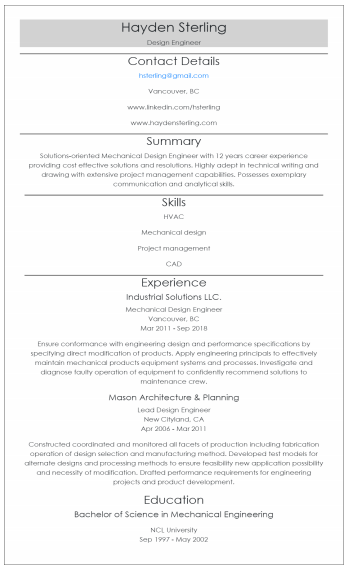 Hayden Sterling
Design Engineer
Contact Details
hsterling@gmail.com
Vancouver, BC
www.linkedin.com/hsterling
www.haydensterling.com
Summary
Solutions-oriented Mechanical Design Engineer with 12 years career experience
providing cost effective solutions and resolutions. Highly adept in technical writing and
drawing with extensive project management capabilities. Possesses exemplary
communication and analytical skills.
Skills
HVAC
Mechanical design
Project management
CAD
Experience
Industrial Solutions LLC.
Mechanical Design Engineer
Vancouver, BC
Mar 2011 - Sep 2018
Ensure conformance with engineering design and performance specifications by
specifying direct modification of products. Apply engineering principals to effectively
maintain mechanical products equipment systems and processes. Investigate and
diagnose faulty operation of equipment to confidently recommend solutions to
maintenance crew.
Mason Architecture & Planning
Lead Design Engineer
New Cityland, CA
Apr 2006 - Mar 2011
Constructed coordinated and monitored all facets of production including fabrication
operation of design selection and manufacturing method. Developed test models for
alternate designs and processing methods to ensure feasibility new application possibility
and necessity of modification. Drafted performance requirements for engineering
projects and product development.
Education
Bachelor of Science in Mechanical Engineering
NCL University
Sep 1997 - May 2002